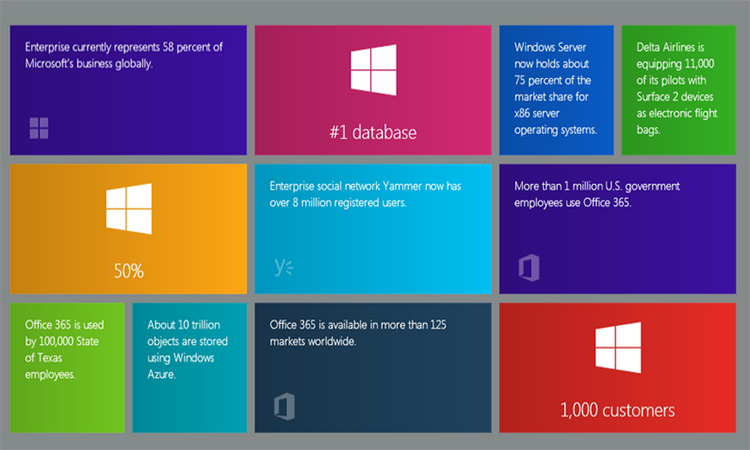 Enterprise currently represents 58 percent of
Microsoft's business globally.
#1 database
Windows Server
now holds about
75 percent of the
market share for
x86 server
operating systems.
Delta Airlines is
equipping 11,000
of its pilots with
Surface 2 devices
as electronic flight
bags.
50%
Enterprise social network Yammer now has
over 8 million registered users.
More than 1 million U.S. government
employees use Office 365.
Office 365 is used
by 100,000 State
of Texas
employees.
About 10 trillion
objects are stored
using Windows
Azure.
Office 365 is available in more than 125
markets worldwide.
1,000 customers